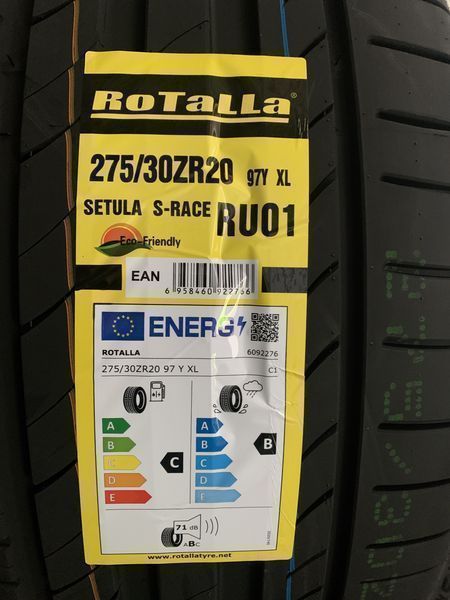 RoTalla®
275/30ZR20 97Y XL
SETULA S-RACE RU01
Eco-Friendly
EAN
6 958460 922766
ENERG
ROTALLA 6092276
275/30ZR20 97 Y XL C1
A A
B B
C C
D D
E E
C B
71 dB
ABC
www.rotallatyre.net